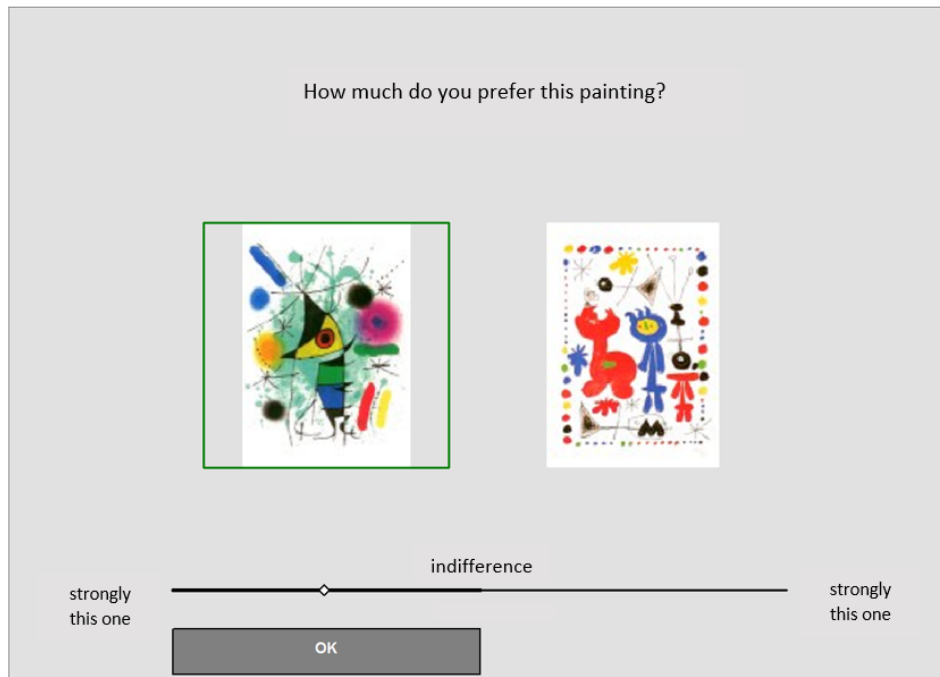 How much do you prefer this painting?
indifference
strongly
this one
strongly
this one
OK